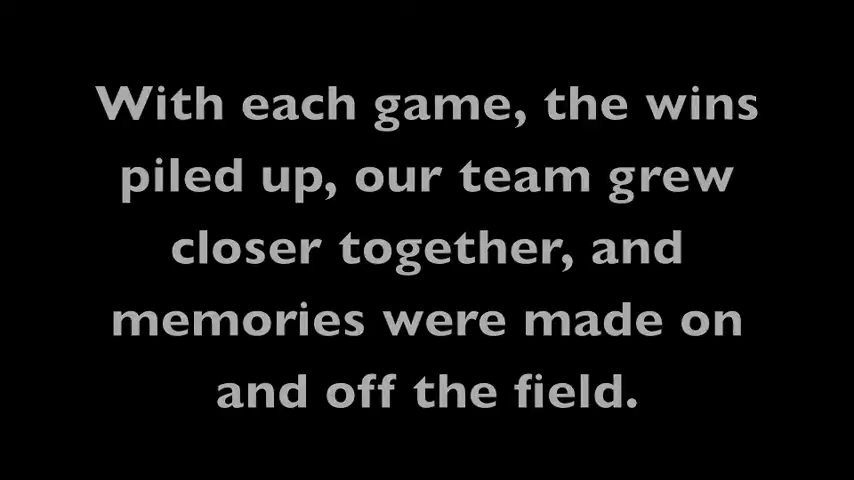 With each game, the wins
piled up, our team grew
closer together, and
memories were made on
and off the field.